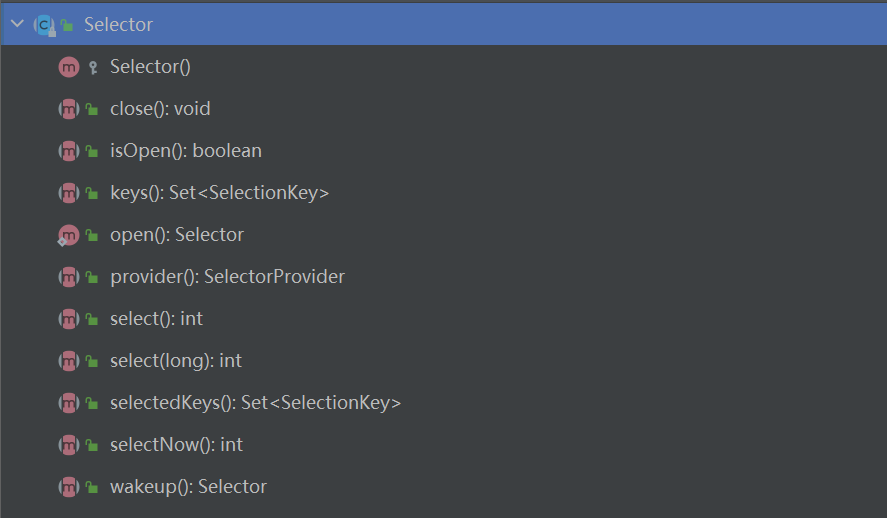 Selector
Selector()
close(): void
isOpen(): boolean
keys(): Set<SelectionKey>
open(): Selector
provider(): SelectorProvider
select(): int
select(long): int
selectedKeys(): Set<SelectionKey>
selectNow(): int
wakeup(): Selector